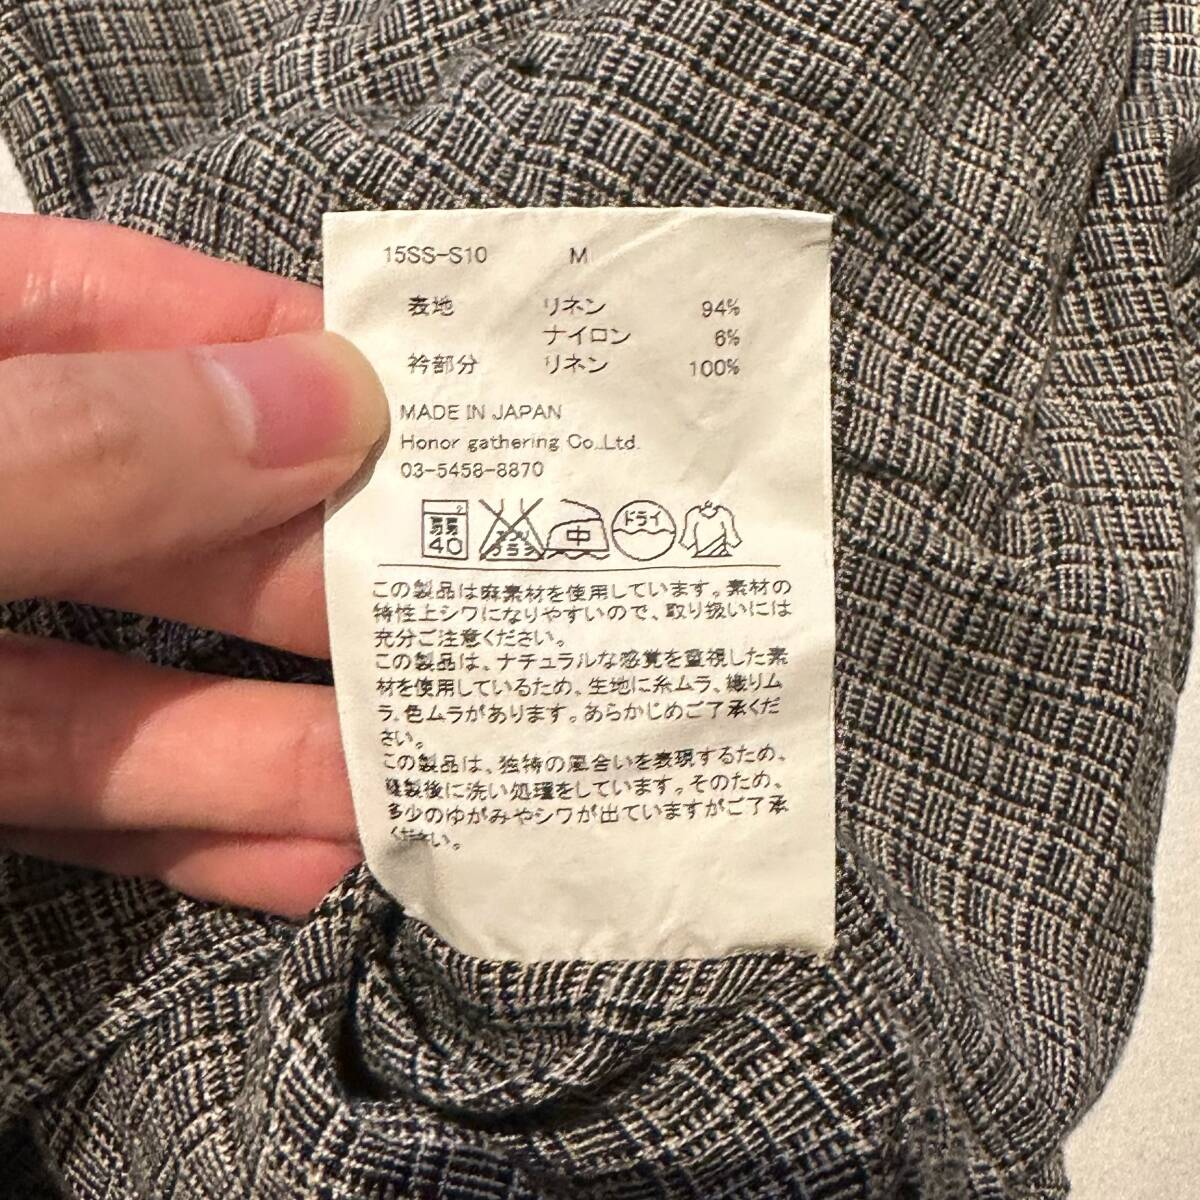 15SS-S10 M
表地 リネン 94%
ナイロン 6%
衿部分 リネン 100%
MADE IN JAPAN
Honor gathering Co.,Ltd.
03-5458-8870
40 中 ドライ
この製品は麻素材を使用しています。素材の
特性上シワになりやすいので、取り扱いには
充分ご注意ください。
この製品は、ナチュラルな感覚を重視した素
材を使用しているため、生地に糸ムラ、織りム
ラ、色ムラがあります。あらかじめご了承くだ
さい。
この製品は、独特の風合いを表現するため、
縫製後に洗い処理をしています。そのため、
多少のゆがみやシワが出ていますがご了承
ください。